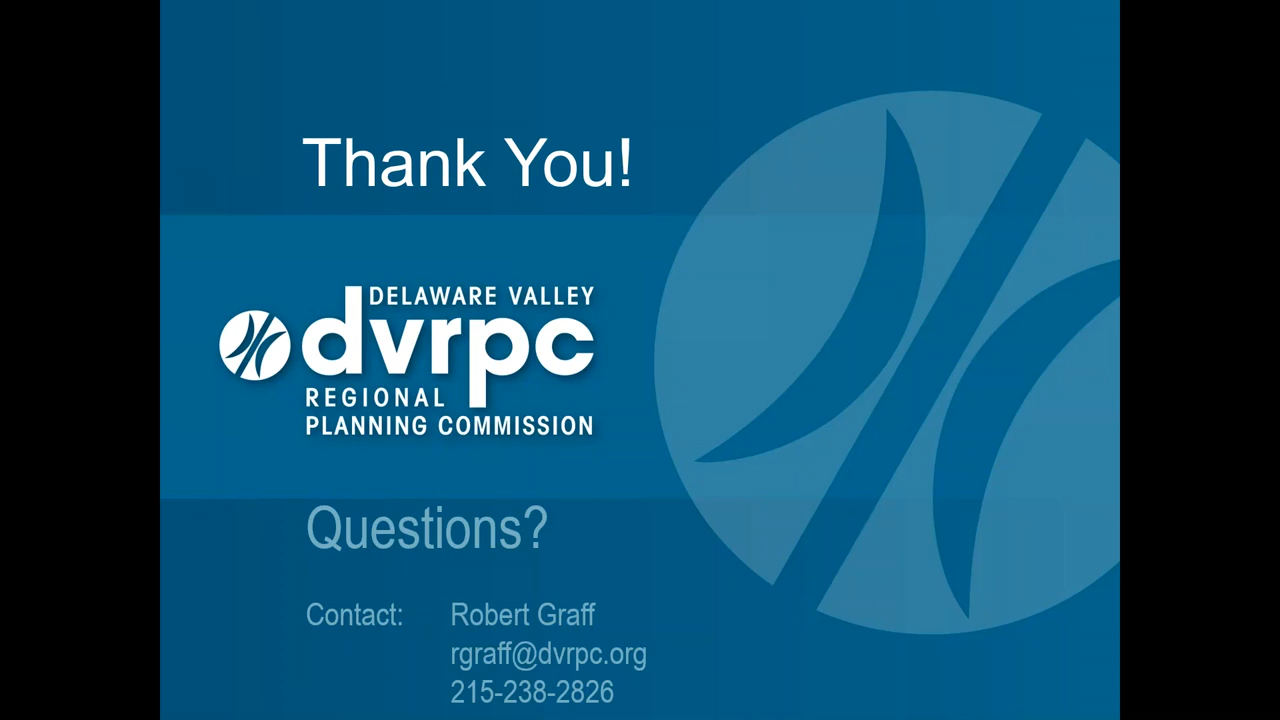 Thank You!
DELAWARE VALLEY
dvrpc
REGIONAL
PLANNING COMMISSION
Questions?
Contact: Robert Graff
rgraff@dvrpc.org
215-238-2826